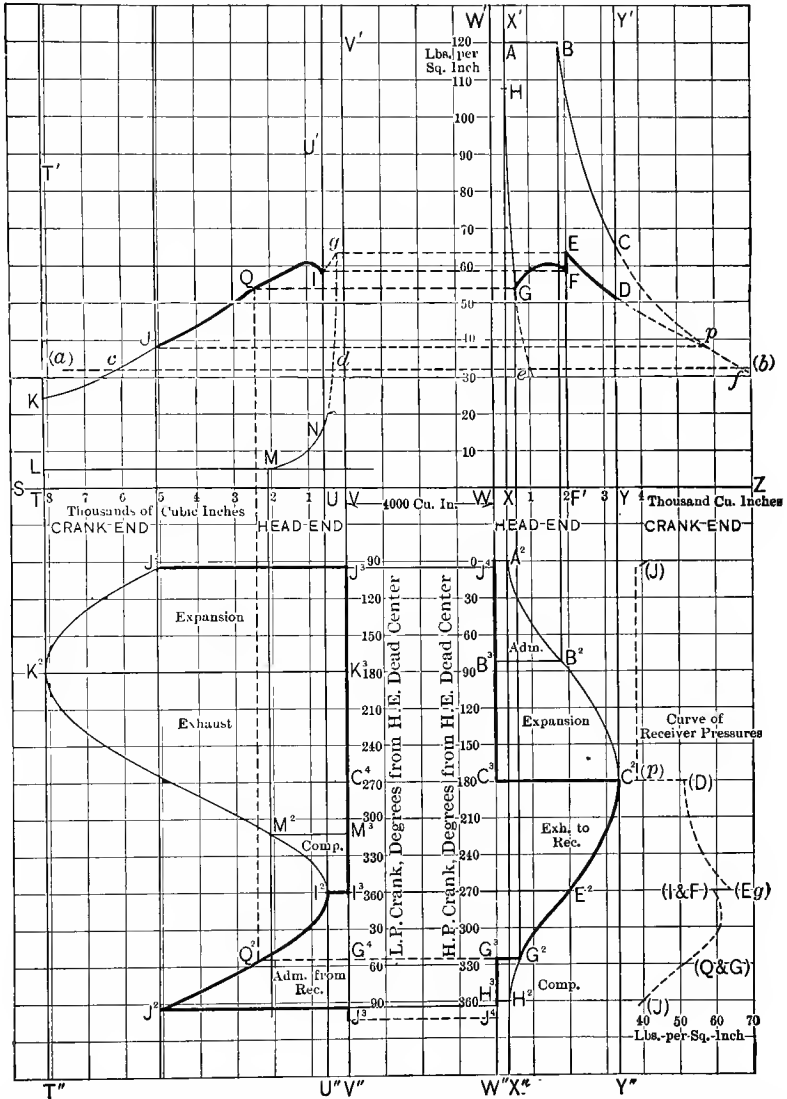 W' X' Y'
V'
120 A B
Lbs. per
Sq. Inch
110
H
100
U'
90
T'
80
70
g E C
60
Q I F
G D
50
J p
40
(a) c d e f (b)
30
K
20
N
10
L M
S T 8 7 6 5 4 3 2 1 U V 4000 Cu. In. W X 1 2 F' 3 Y 4 Z
Thousands of Cubic Inches Thousand Cu. Inches
CRANK-END HEAD-END HEAD-END CRANK-END
J² 90 J³ 0 J⁴ A² (J)
120 30
Expansion
150 60
Adm.
B³ B²
K² K³ 180 90
210 120
Expansion
Exhaust Curve of
Receiver Pressures
240 150
C⁴ C³ C² (p)
270 180 (D)
300 210
M² M³
Comp. Exh. to
Rec.
330 240
I² I³ 360 270 E² (I&F) (Eg)
30 300
Q² G⁴ G³ G² (Q&G)
60 330
Adm. from
Rec.
H³ H² Comp.
J² 90 360 (J)
J³ J⁴
40 50 60 70
Lbs.-per-Sq.-Inch
L.P. Crank, Degrees from H.E. Dead Center
H.P. Crank, Degrees from H.E. Dead Center
T" U" V" W" X" Y"